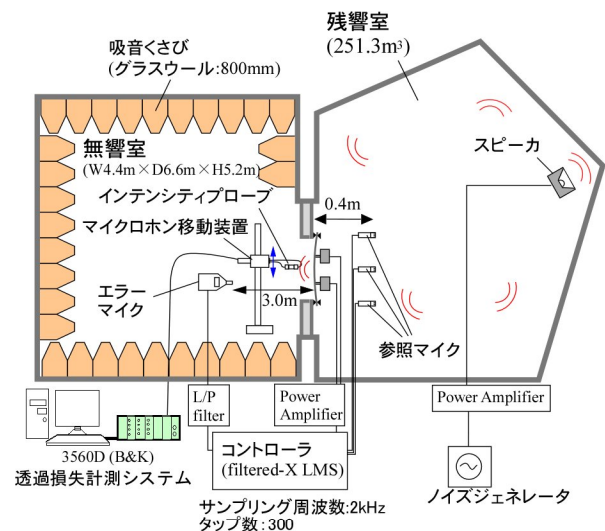 残響室
(251.3m³)
吸音くさび
(グラスウール:800mm)
スピーカ
無響室
(W4.4m×D6.6m×H5.2m)
インテンシティプローブ
マイクロホン移動装置
0.4m
エラー
マイク
3.0m
参照マイク
L/P
filter
Power
Amplifier
Power Amplifier
3560D (B&K)
透過損失計測システム
コントローラ
(filtered-X LMS)
サンプリング周波数:2kHz
タップ数:300
ノイズジェネレータ